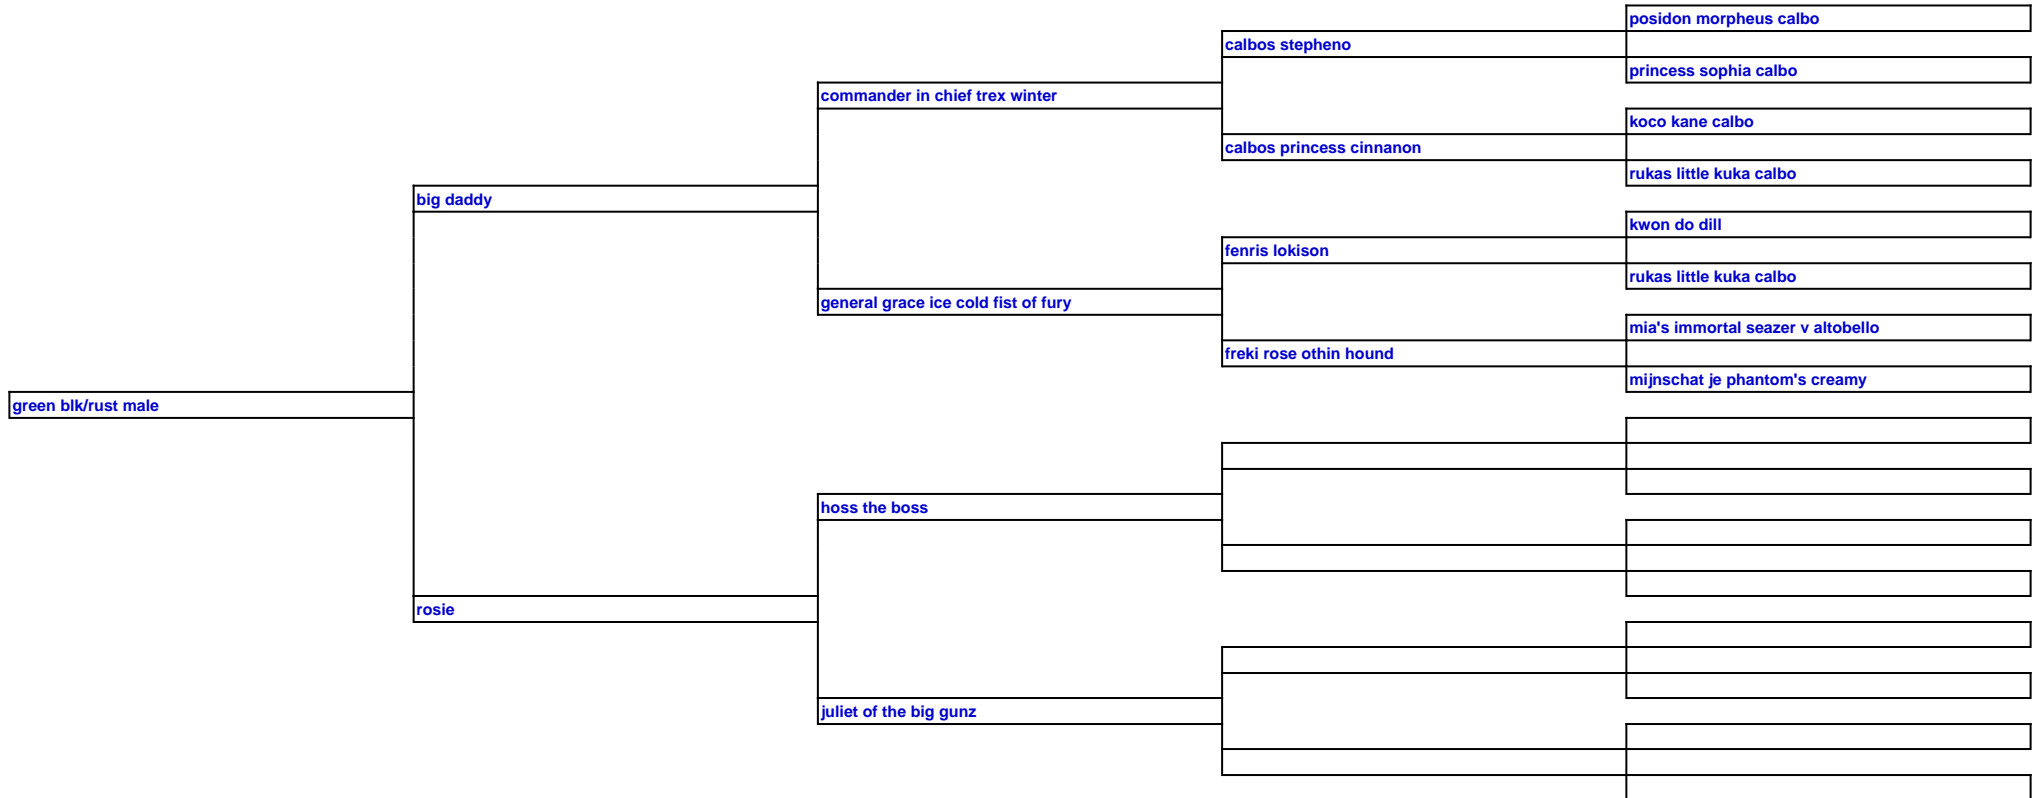 posidon morpheus calbo
calbos stepheno
princess sophia calbo
commander in chief trex winter
koco kane calbo
calbos princess cinnanon
rukas little kuka calbo
big daddy
kwon do dill
fenris lokison
rukas little kuka calbo
general grace ice cold fist of fury
mia's immortal seazer v altobello
freki rose othin hound
mijnschat je phantom's creamy
green blk/rust male
hoss the boss
rosie
juliet of the big gunz